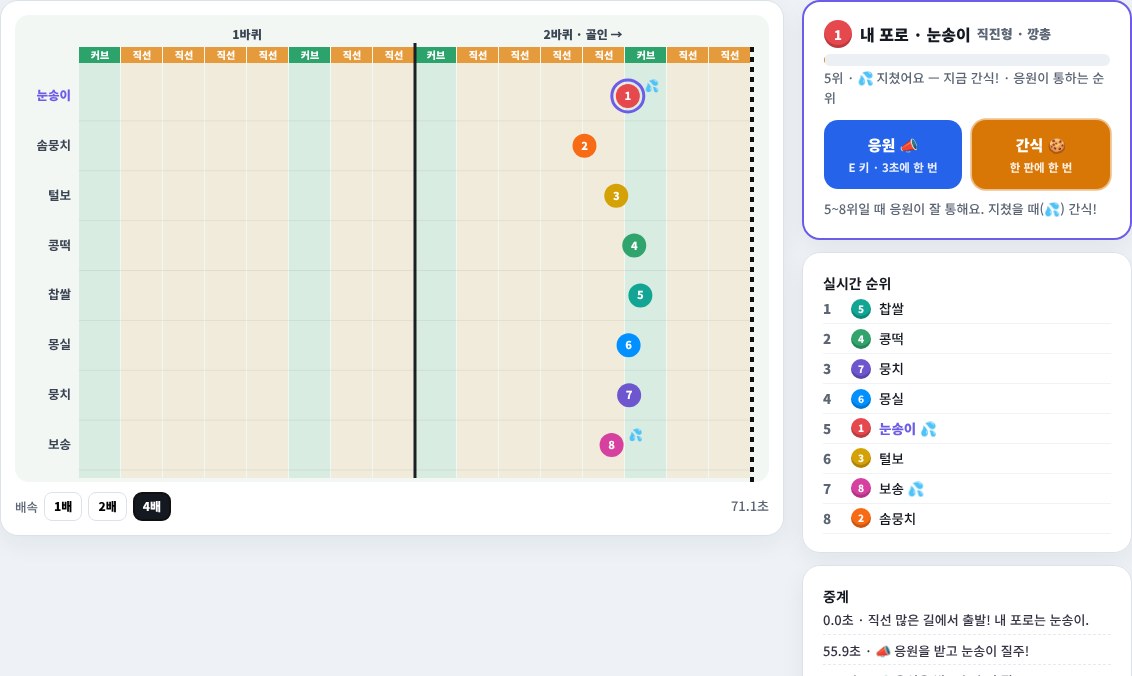 1바퀴
2바퀴 · 골인 →
커브 직선 직선 직선 직선 커브 직선 직선 커브 직선 직선 직선 직선 커브 직선 직선
눈송이 1 💦
솜뭉치 2
털보 3
콩떡 4
찹쌀 5
몽실 6
뭉치 7
보송 8 💦
배속 1배 2배 4배 71.1초
1 내 포로 · 눈송이 직진형 · 깡총
5위 · 💦 지쳤어요 — 지금 간식! · 응원이 통하는 순
위
응원 📣
E 키 · 3초에 한 번
간식 🍪
한 판에 한 번
5~8위일 때 응원이 잘 통해요. 지쳤을 때(💦) 간식!
실시간 순위
1 5 찹쌀
2 4 콩떡
3 7 뭉치
4 6 몽실
5 1 눈송이 💦
6 3 털보
7 8 보송 💦
8 2 솜뭉치
중계
0.0초 · 직선 많은 길에서 출발! 내 포로는 눈송이.
55.9초 · 📣 응원을 받고 눈송이 질주!